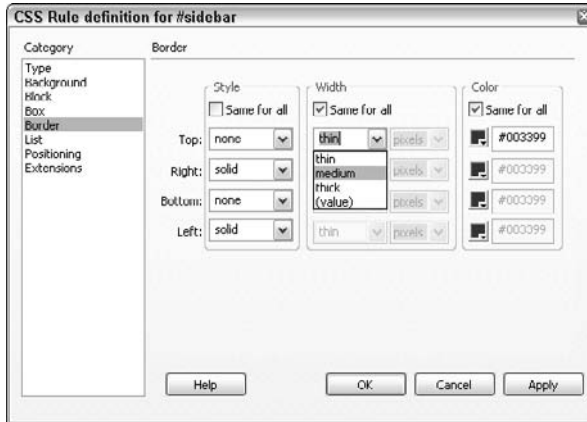 CSS Rule definition for #sidebar
Category
Border
Type
Background
Block
Box
Border
List
Positioning
Extensions
Style
Width
Color
Same for all
Same for all
Same for all
Top: none thin pixels #003399
thin
medium
thick
(value)
Right: solid #003399
Bottom: none pixels #003399
Left: solid thin pixels #003399
Help
OK
Cancel
Apply